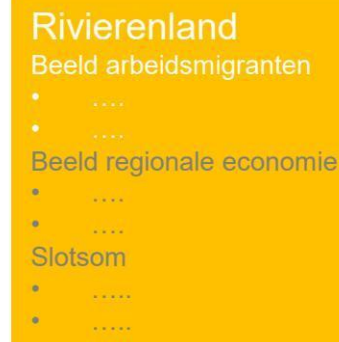 Rivierenland
Beeld arbeidsmigranten
• ....
• ....
Beeld regionale economie
• ....
• ....
Slotsom
• .....
• .....